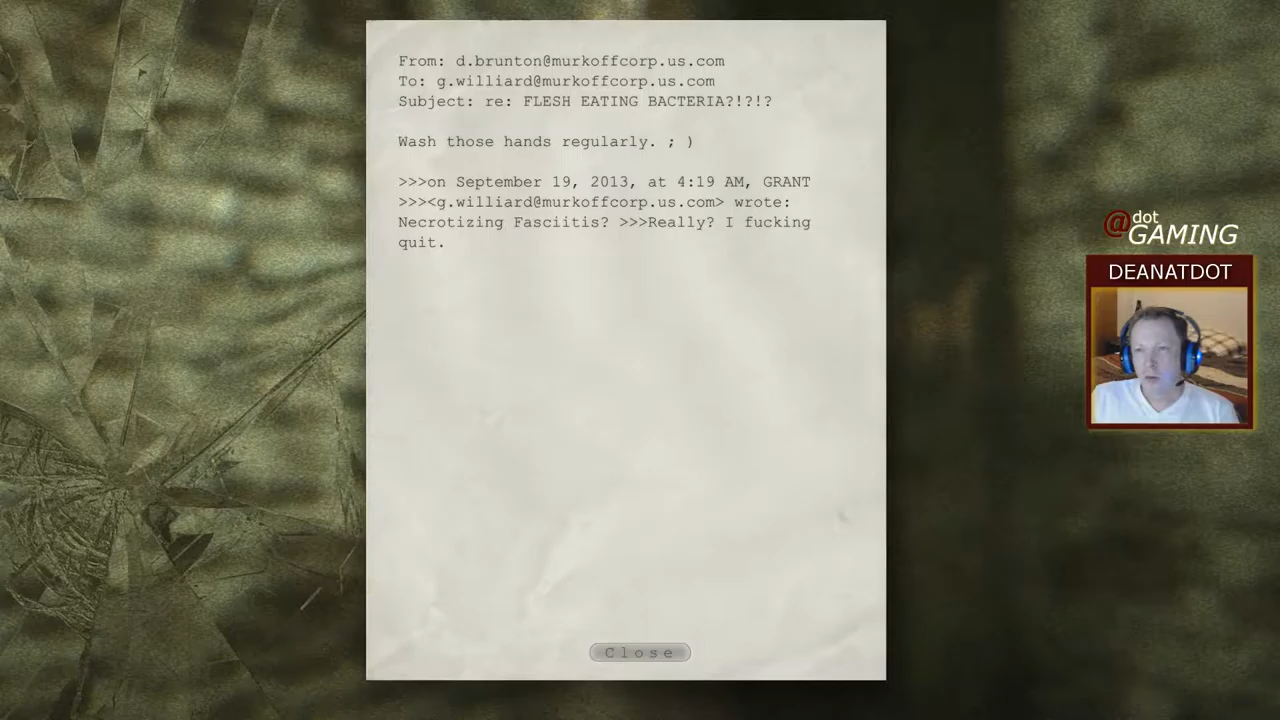 From: d.brunton@murkoffcorp.us.com
To: g.williard@murkoffcorp.us.com
Subject: re: FLESH EATING BACTERIA?!?!?
Wash those hands regularly. ; )
>>>on September 19, 2013, at 4:19 AM, GRANT
>>><g.williard@murkoffcorp.us.com> wrote:
Necrotizing Fasciitis? >>>Really? I fucking
quit.
Close
@dot
GAMING
DEANATDOT